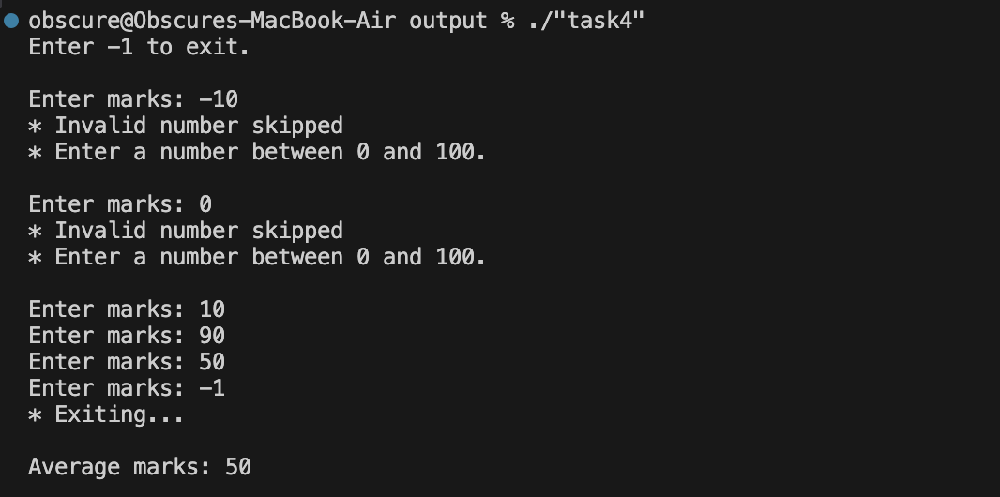 obscure@Obscures-MacBook-Air output % ./"task4"
Enter -1 to exit.
Enter marks: -10
* Invalid number skipped
* Enter a number between 0 and 100.
Enter marks: 0
* Invalid number skipped
* Enter a number between 0 and 100.
Enter marks: 10
Enter marks: 90
Enter marks: 50
Enter marks: -1
* Exiting...
Average marks: 50